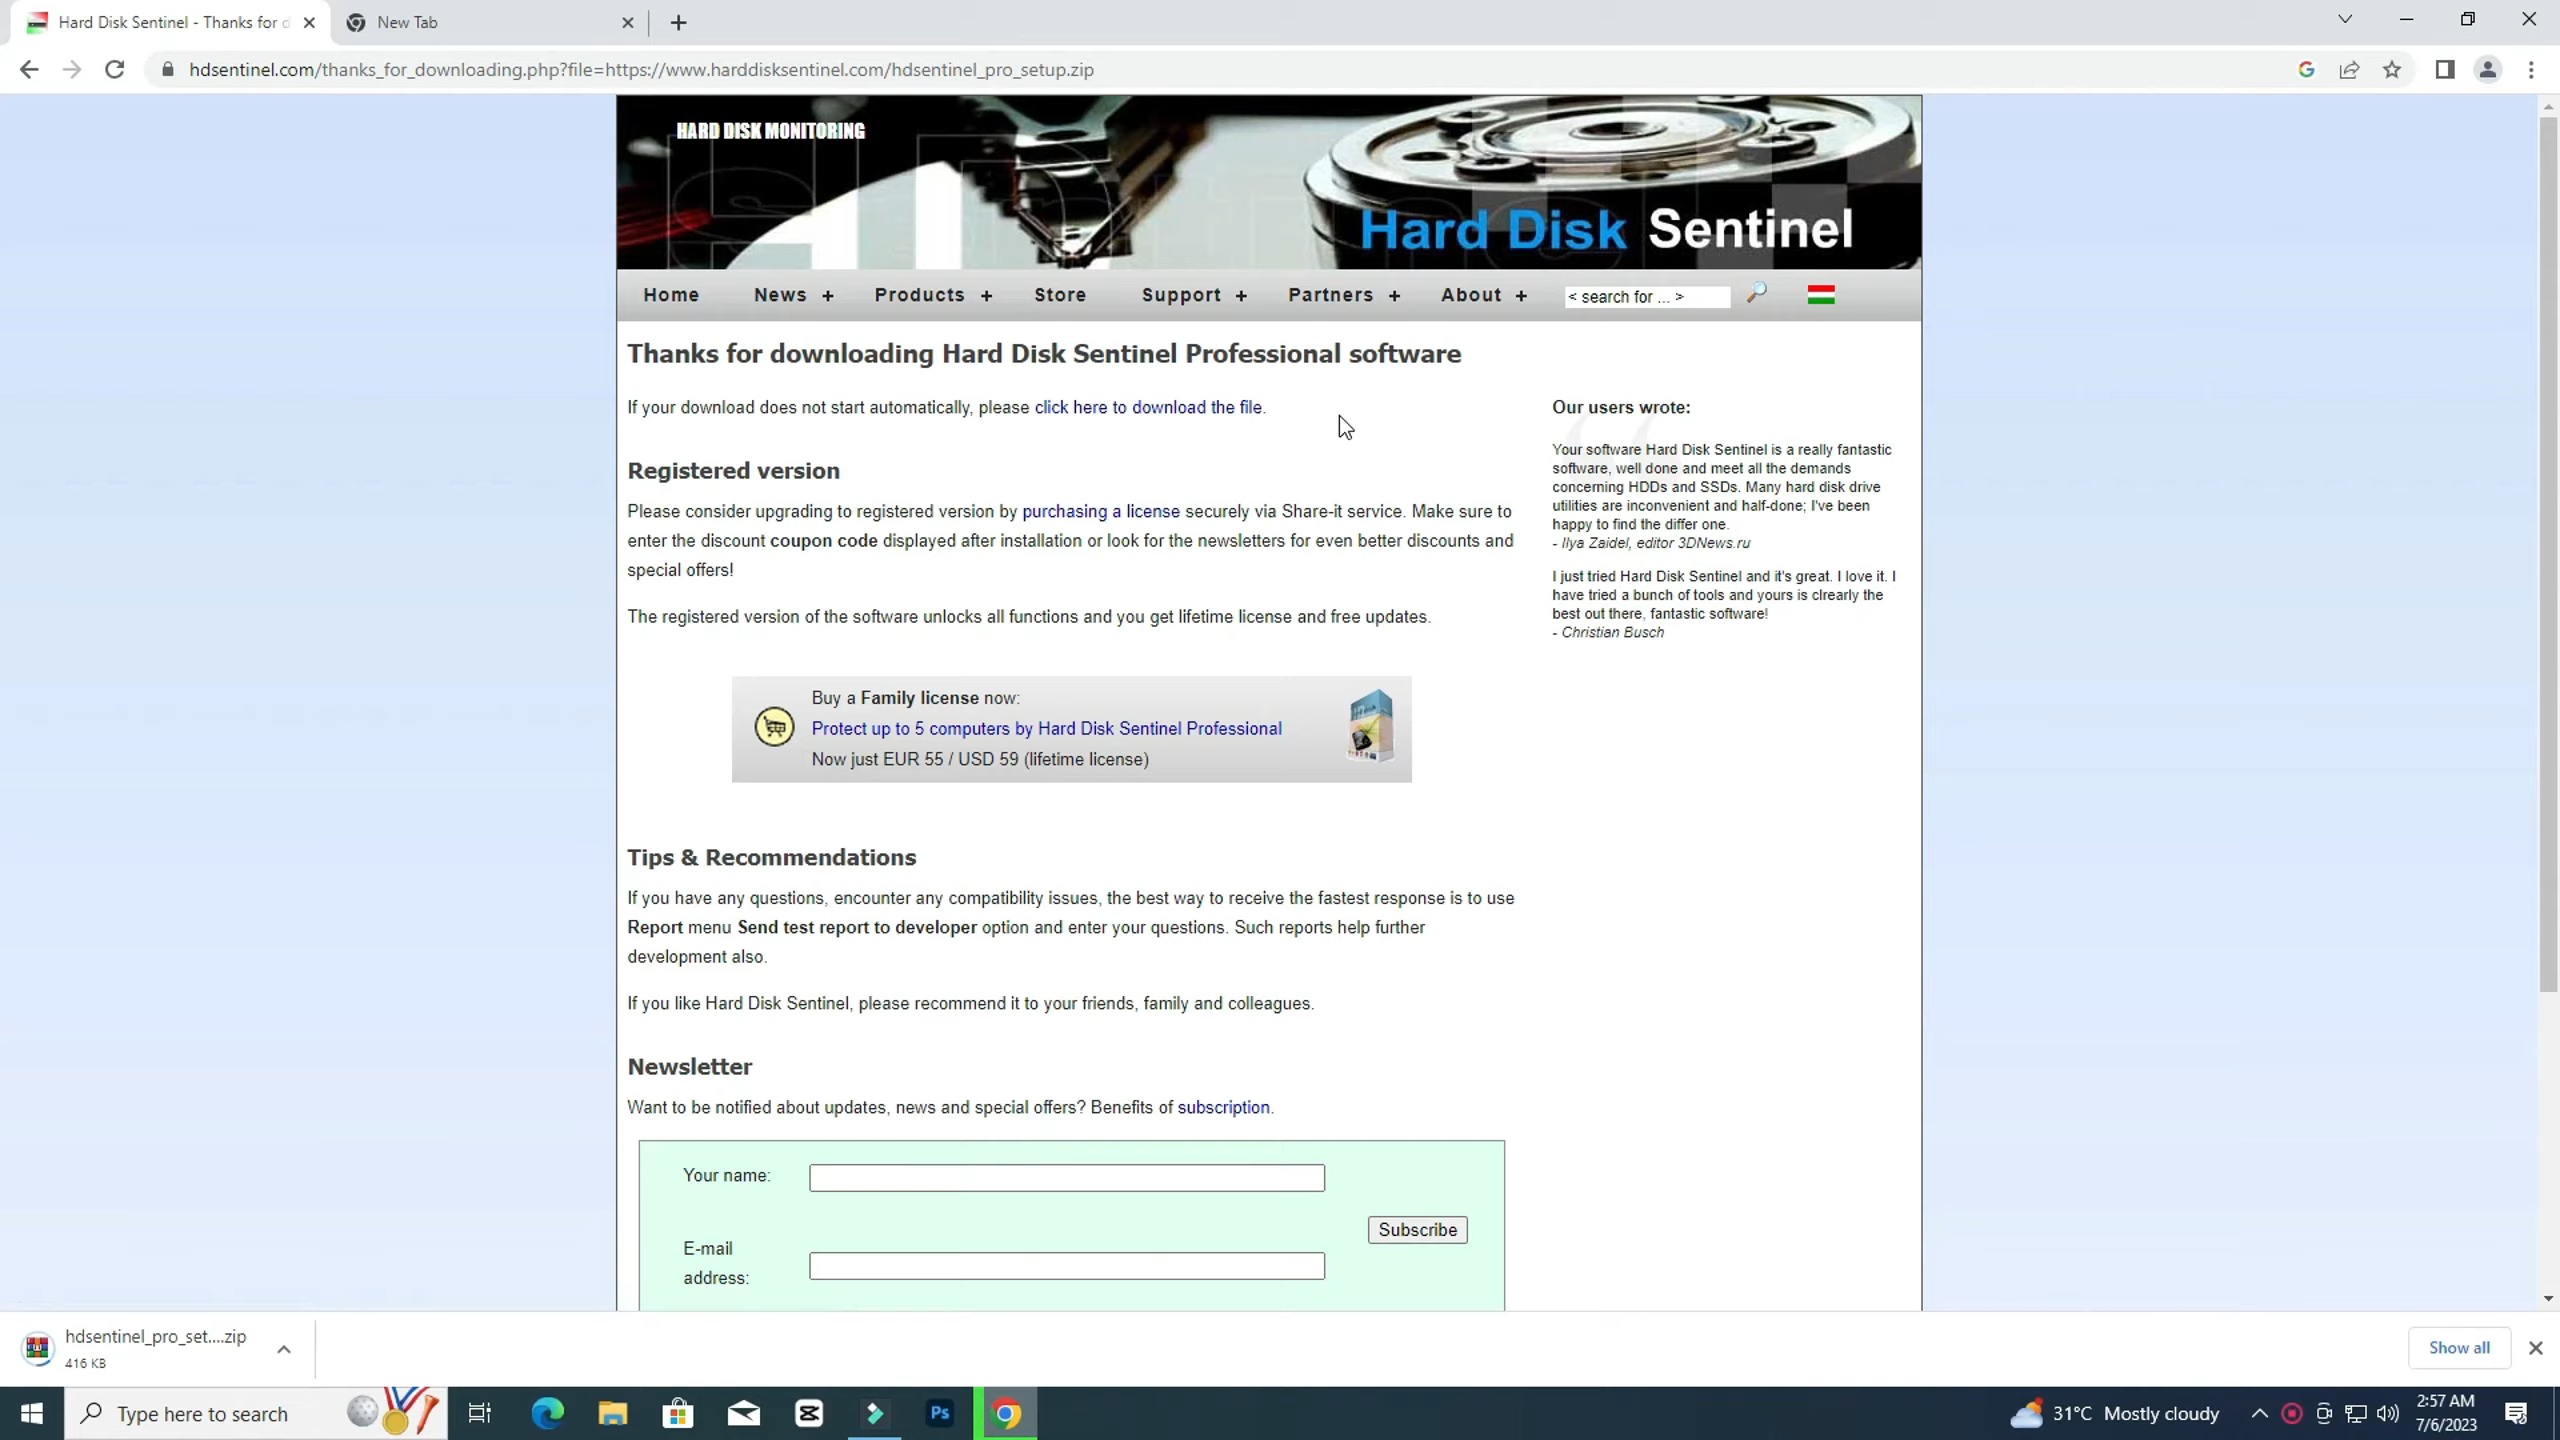 Hard Disk Sentinel - Thanks for d
New Tab
hdsentinel.com/thanks_for_downloading.php?file=https://www.harddisksentinel.com/hdsentinel_pro_setup.zip
HARD DISK MONITORING
Hard Disk Sentinel
Home News + Products + Store Support + Partners + About + < search for ... >
Thanks for downloading Hard Disk Sentinel Professional software
If your download does not start automatically, please click here to download the file.
Registered version
Please consider upgrading to registered version by purchasing a license securely via Share-it service. Make sure to
enter the discount coupon code displayed after installation or look for the newsletters for even better discounts and
special offers!
The registered version of the software unlocks all functions and you get lifetime license and free updates.
Buy a Family license now:
Protect up to 5 computers by Hard Disk Sentinel Professional
Now just EUR 55 / USD 59 (lifetime license)
Tips & Recommendations
If you have any questions, encounter any compatibility issues, the best way to receive the fastest response is to use
Report menu Send test report to developer option and enter your questions. Such reports help further
development also.
If you like Hard Disk Sentinel, please recommend it to your friends, family and colleagues.
Newsletter
Want to be notified about updates, news and special offers? Benefits of subscription.
Your name:
Subscribe
E-mail
address:
Our users wrote:
Your software Hard Disk Sentinel is a really fantastic
software, well done and meet all the demands
concerning HDDs and SSDs. Many hard disk drive
utilities are inconvenient and half-done; I've been
happy to find the differ one.
- Ilya Zaidel, editor 3DNews.ru
I just tried Hard Disk Sentinel and it's great. I love it. I
have tried a bunch of tools and yours is clrearly the
best out there, fantastic software!
- Christian Busch
hdsentinel_pro_set....zip
416 KB
Show all
Type here to search
Ps
31°C Mostly cloudy
2:57 AM
7/6/2023